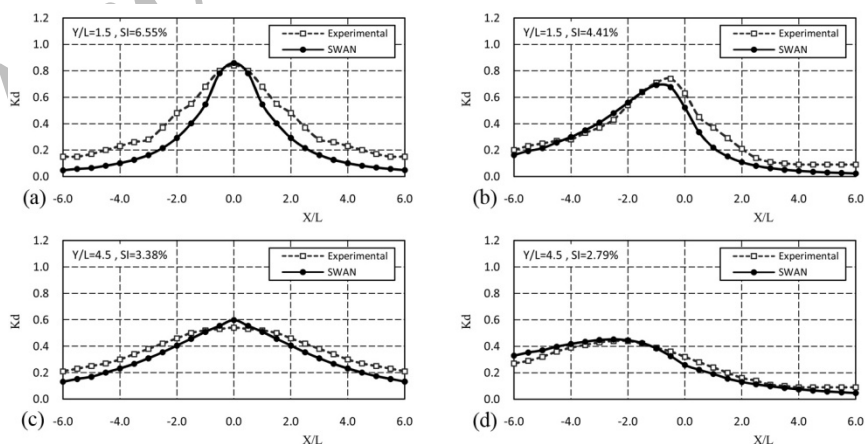 Y/L=1.5 , SI=6.55%
Experimental
SWAN
Kd
1.2
1.0
0.8
0.6
0.4
0.2
0.0
-6.0 -4.0 -2.0 0.0 2.0 4.0 6.0
X/L
(a)
Y/L=1.5 , SI=4.41%
Experimental
SWAN
Kd
1.2
1.0
0.8
0.6
0.4
0.2
0.0
-6.0 -4.0 -2.0 0.0 2.0 4.0 6.0
X/L
(b)
Y/L=4.5 , SI=3.38%
Experimental
SWAN
Kd
1.2
1.0
0.8
0.6
0.4
0.2
0.0
-6.0 -4.0 -2.0 0.0 2.0 4.0 6.0
X/L
(c)
Y/L=4.5 , SI=2.79%
Experimental
SWAN
Kd
1.2
1.0
0.8
0.6
0.4
0.2
0.0
-6.0 -4.0 -2.0 0.0 2.0 4.0 6.0
X/L
(d)